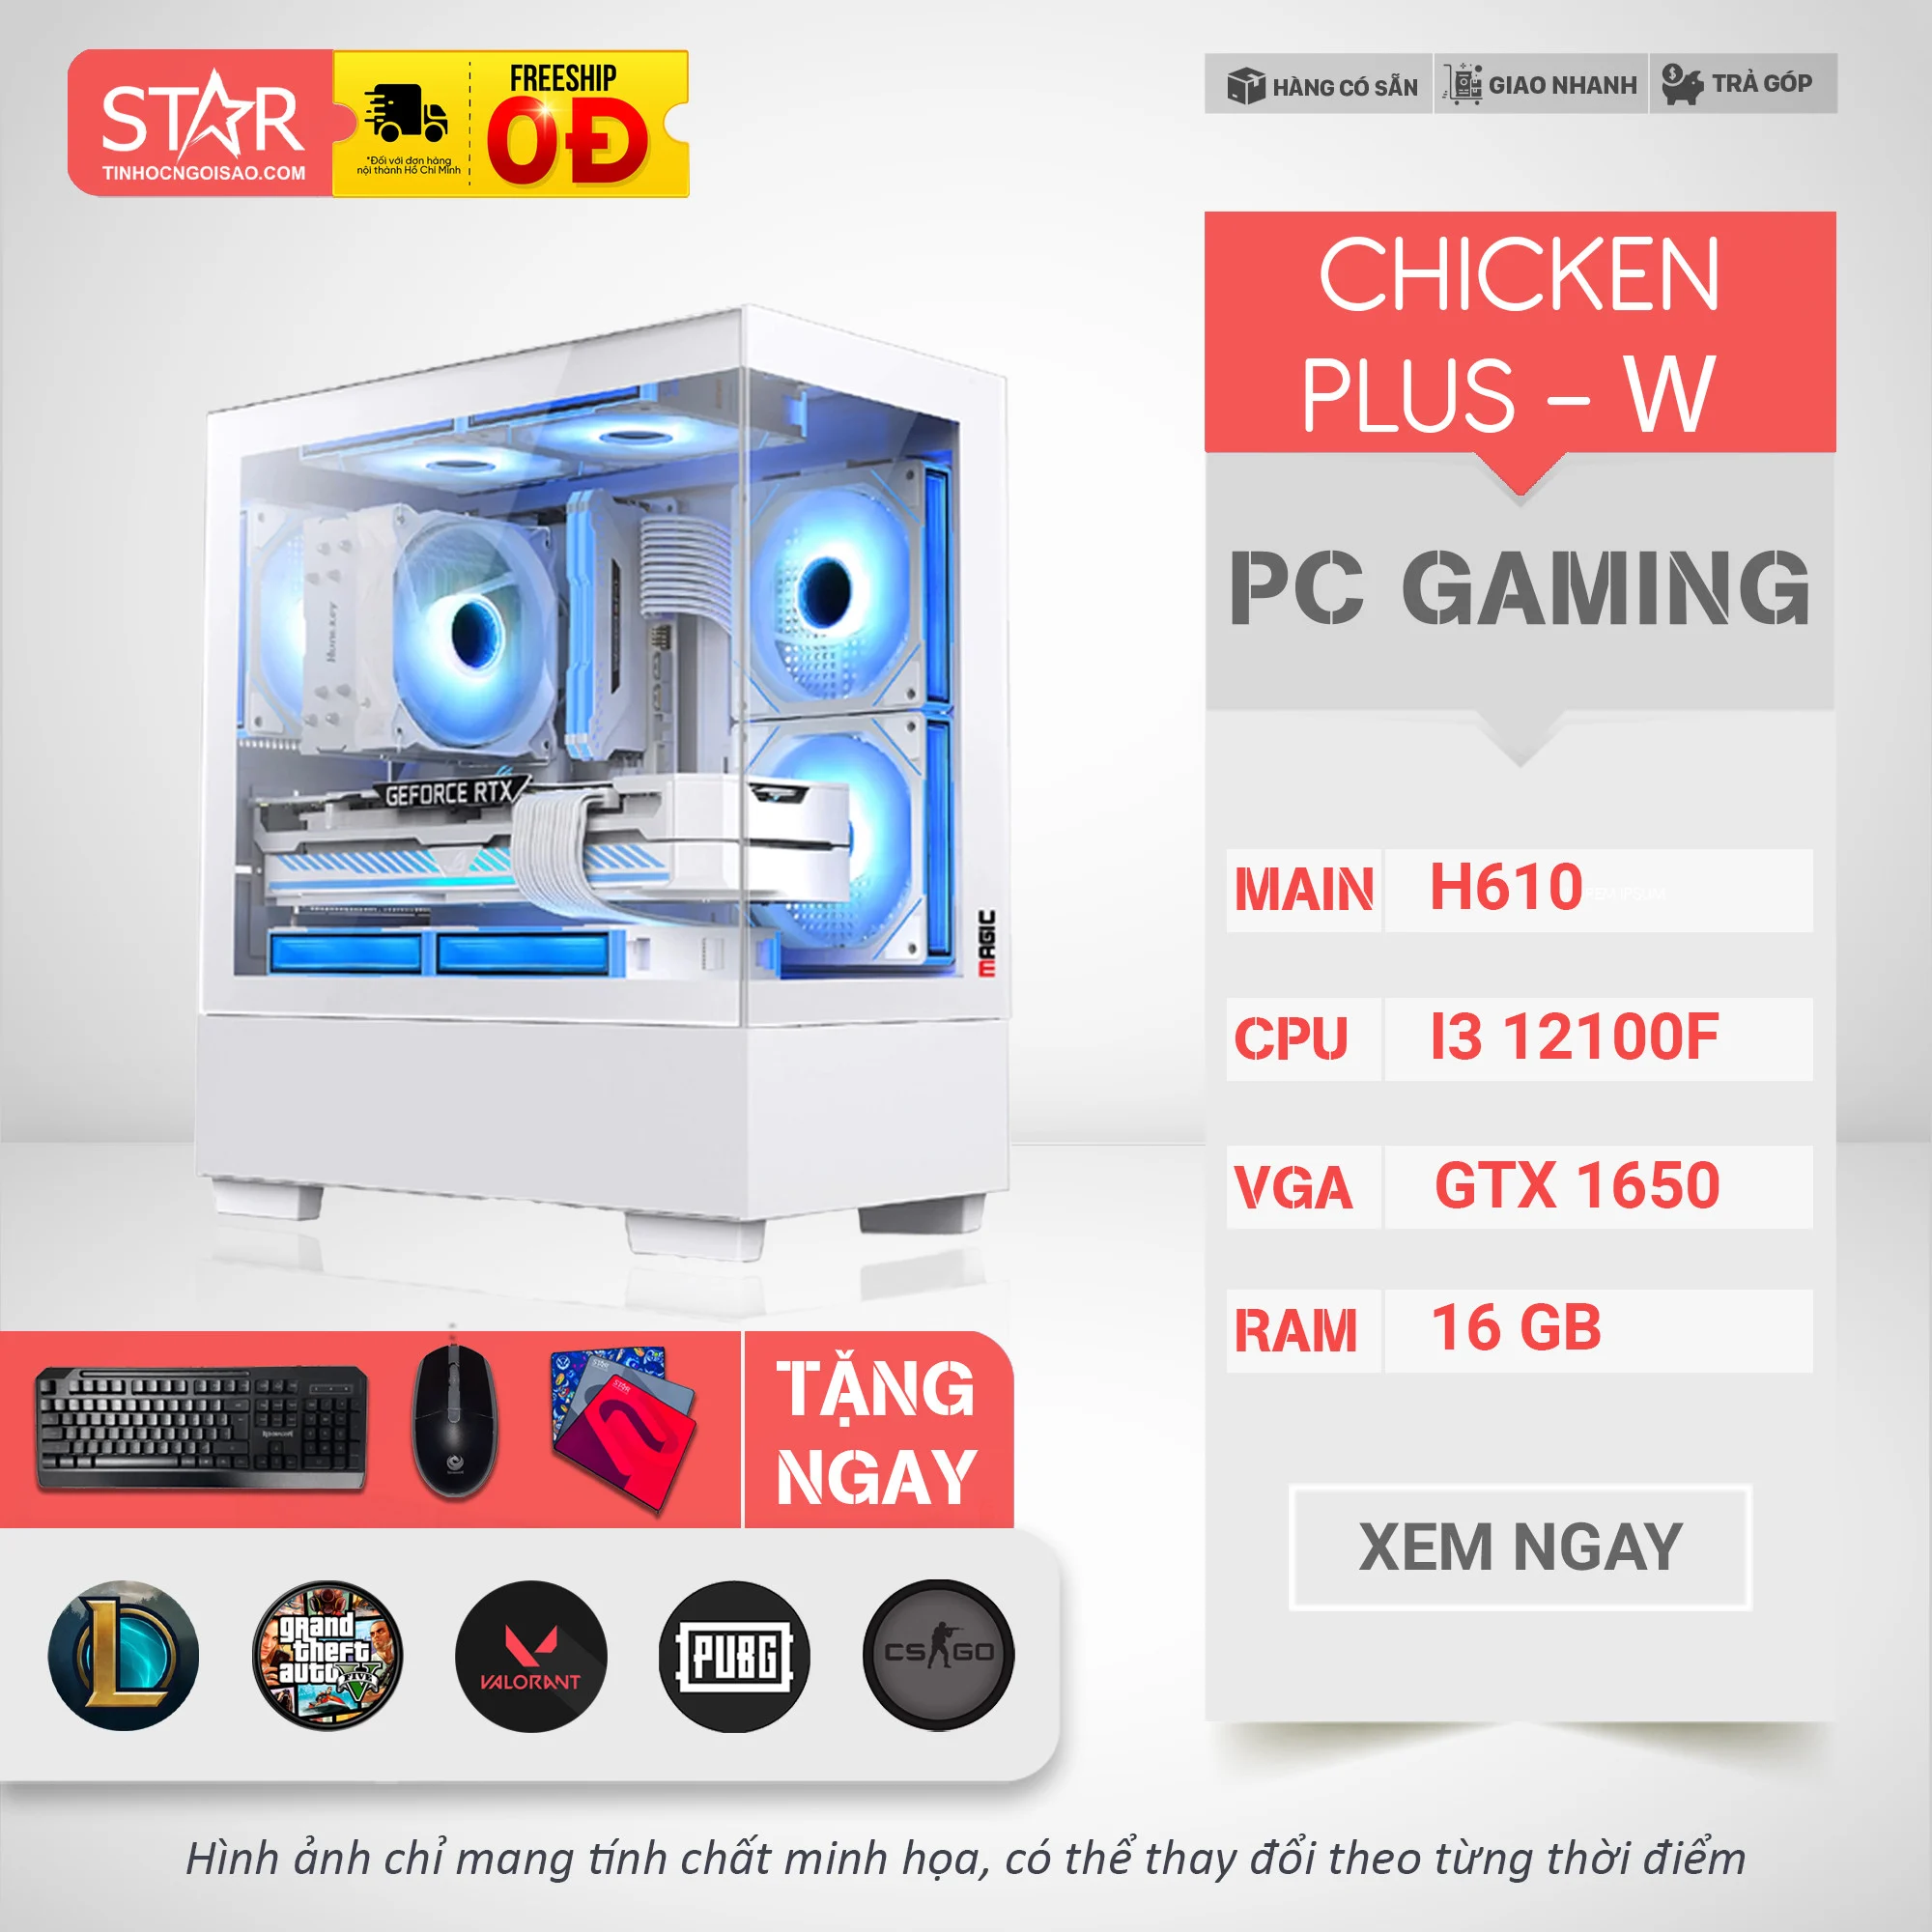 STAR
TINHOCNGOISAO.COM
*Đối với đơn hàng
nội thành Hồ Chí Minh
FREESHIP
0Đ
HÀNG CÓ SẴN
GIAO NHANH
TRẢ GÓP
CHICKEN
PLUS - W
PC GAMING
GEFORCE RTX
MAGIC
MAIN H610
CPU I3 12100F
VGA GTX 1650
RAM 16 GB
XEM NGAY
STAR
STAR
TẶNG
NGAY
grand
theft
auto
FIVE
V
VALORANT
PUBG
CS GO
Hình ảnh chỉ mang tính chất minh họa, có thể thay đổi theo từng thời điểm